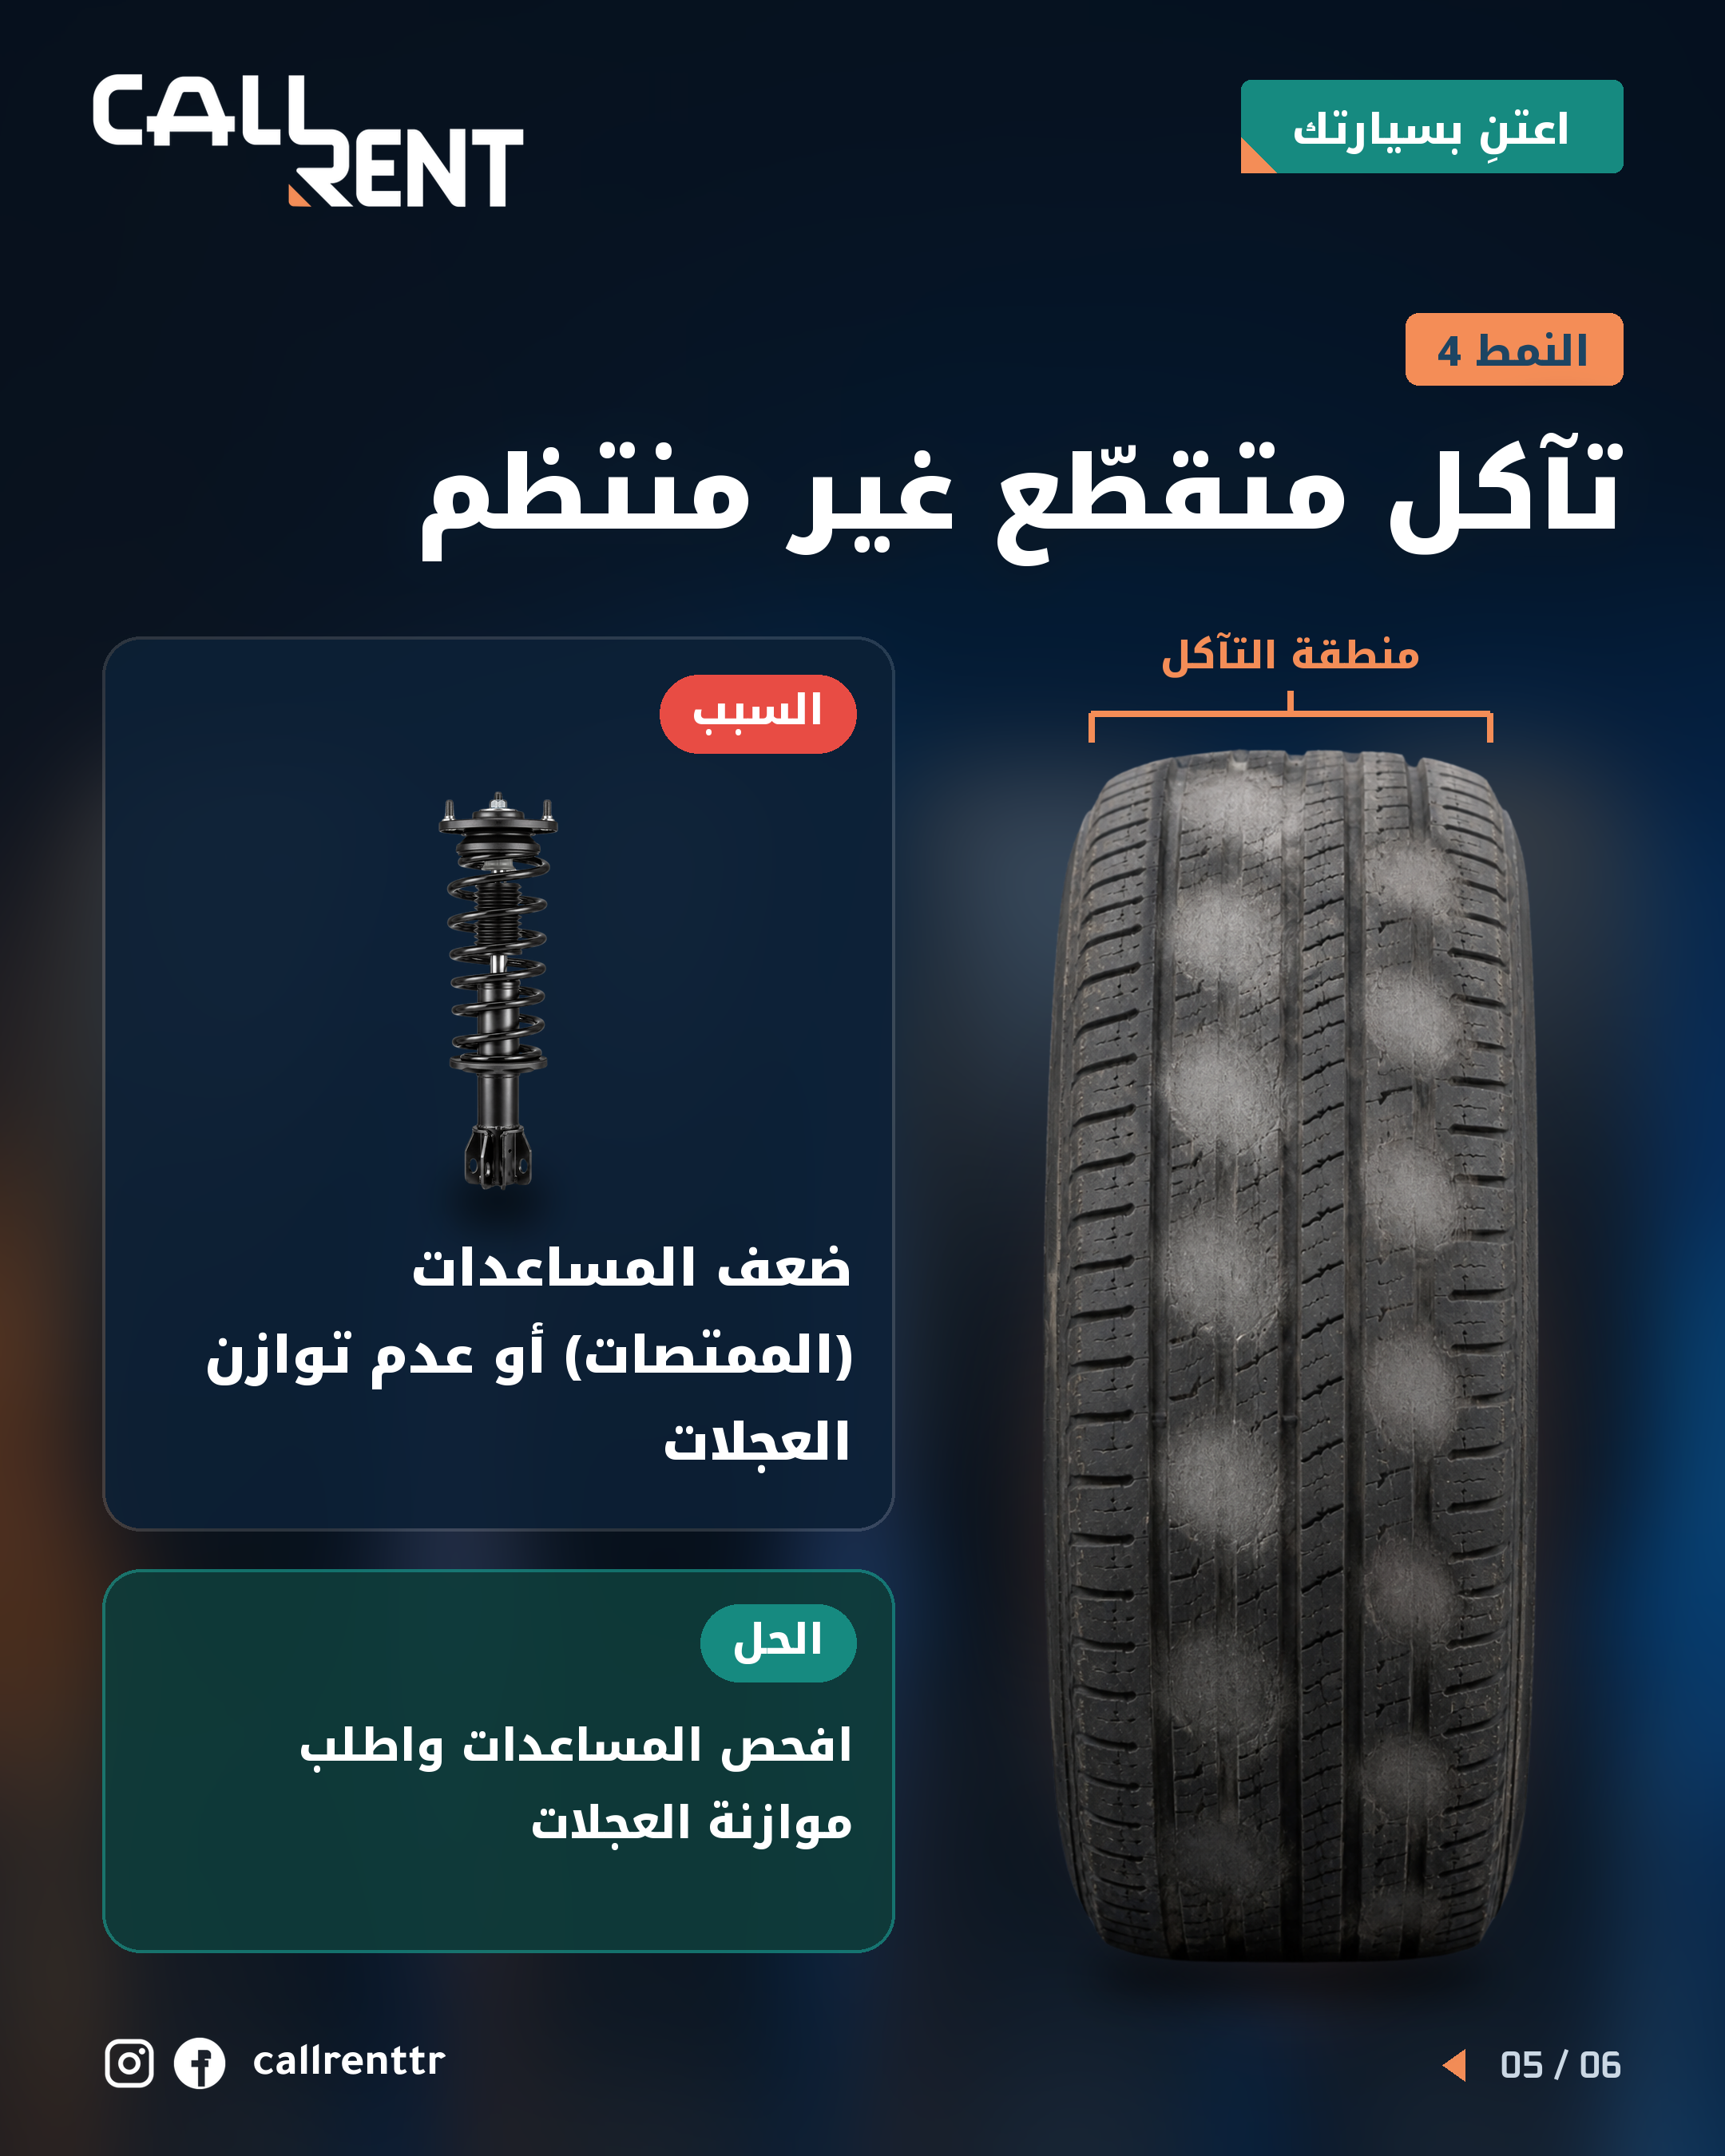 CALL
RENT
اعتنِ بسيارتك
النمط 4
تآكل متقطّع غير منتظم
منطقة التآكل
السبب
ضعف المساعدات
(الممتصات) أو عدم توازن
العجلات
الحل
افحص المساعدات واطلب
موازنة العجلات
callrenttr
05 / 06